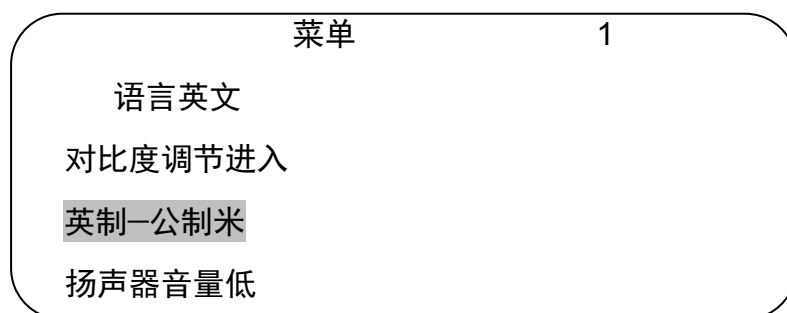 菜单 1
语言英文
对比度调节进入
英制—公制米
扬声器音量低